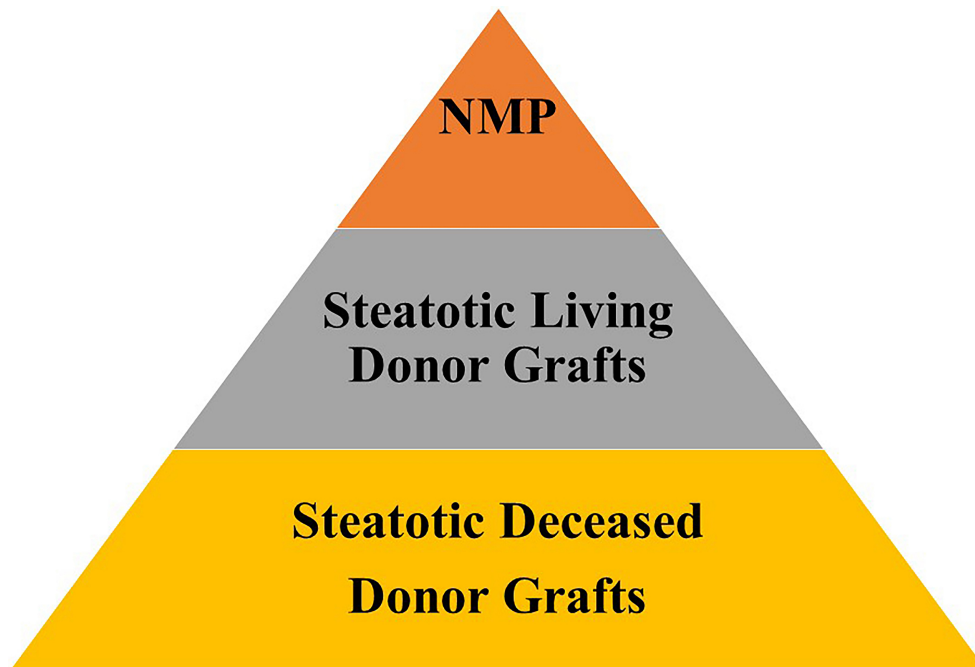 NMP
Steatotic Living
Donor Grafts
Steatotic Deceased
Donor Grafts